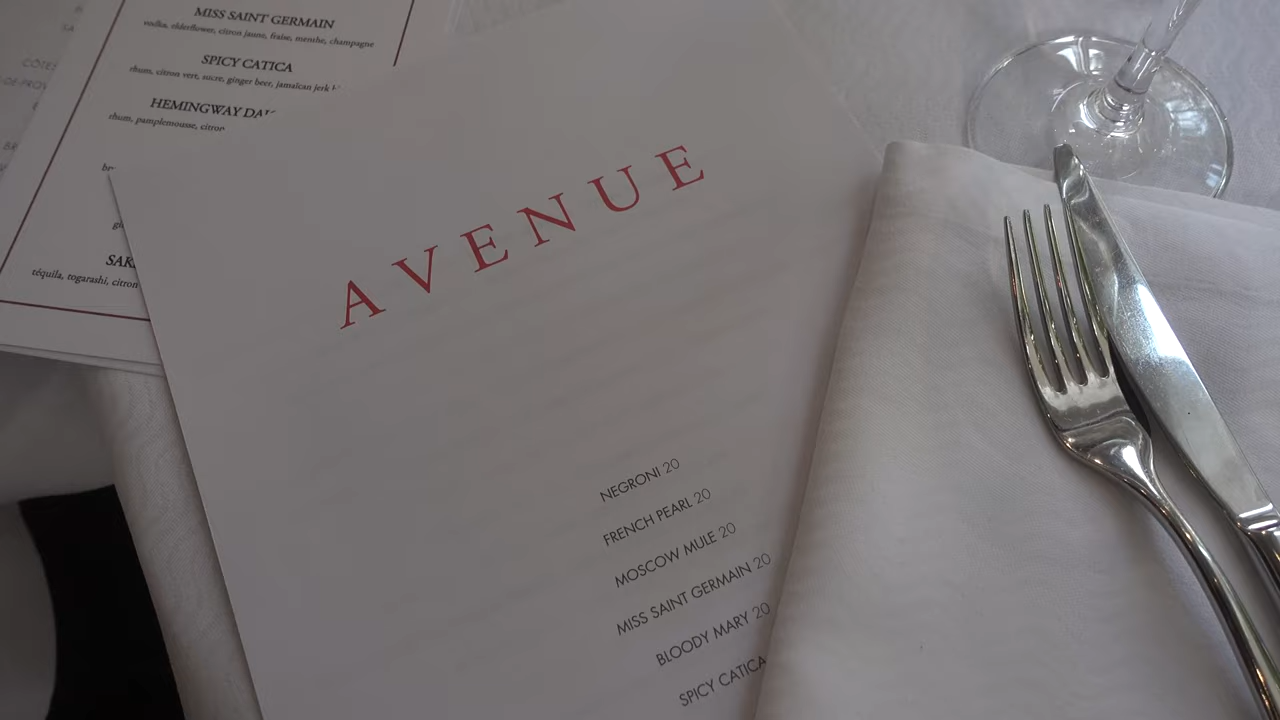 MISS SAINT GERMAIN
vodka, elderflower, citron jaune, fraise, menthe, champagne
SPICY CATICA
rhum, citron vert, sucre, ginger beer, jamaïcan jerk
HEMINGWAY
rhum, pamplemousse, citron
téquila, togarashi, citron
AVENUE
NEGRONI 20
FRENCH PEARL 20
MOSCOW MULE 20
MISS SAINT GERMAIN 20
BLOODY MARY 20
SPICY CATICA